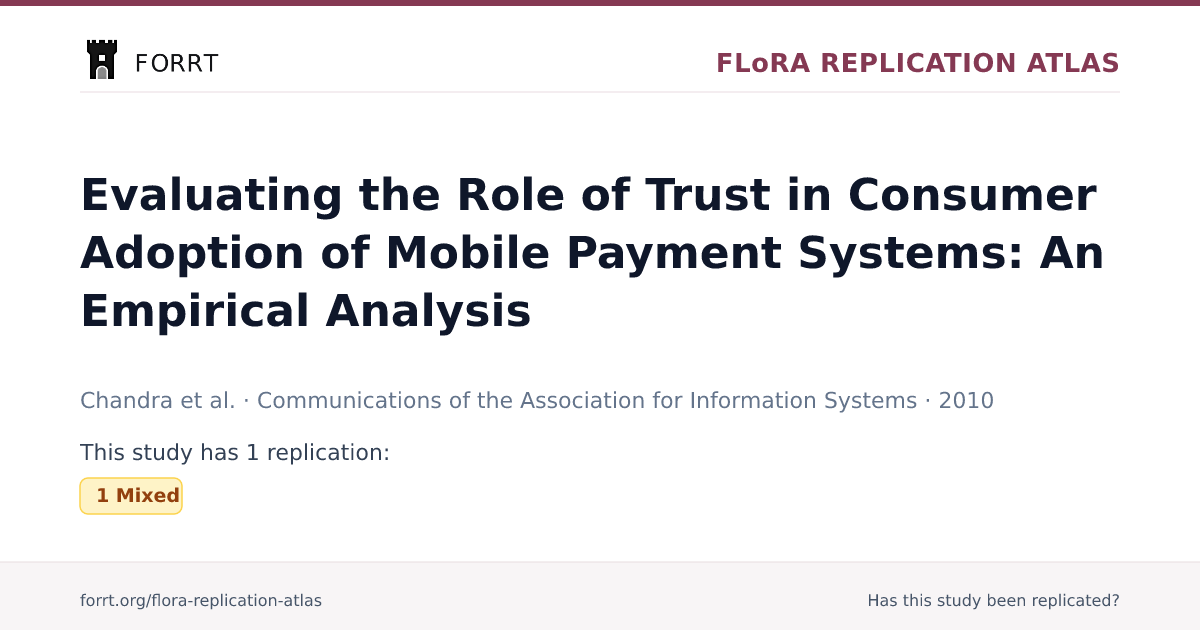 FORRT
FLoRA REPLICATION ATLAS
Evaluating the Role of Trust in Consumer
Adoption of Mobile Payment Systems: An
Empirical Analysis
Chandra et al. · Communications of the Association for Information Systems · 2010
This study has 1 replication:
1 Mixed
forrt.org/flora-replication-atlas
Has this study been replicated?